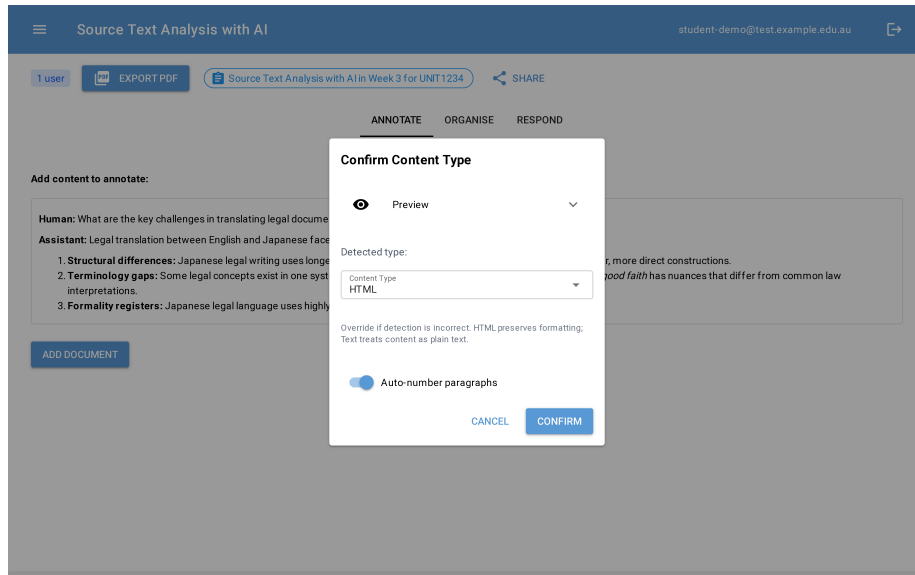 Source Text Analysis with AI
student-demo@test.example.edu.au
1 user
PDF
EXPORT PDF
Source Text Analysis with AI in Week 3 for UNIT1234
SHARE
ANNOTATE
ORGANISE
RESPOND
Add content to annotate:
Human: What are the key challenges in translating legal docume
Assistant: Legal translation between English and Japanese face
1. Structural differences: Japanese legal writing uses longe
r, more direct constructions.
2. Terminology gaps: Some legal concepts exist in one syst
good faith has nuances that differ from common law
interpretations.
3. Formality registers: Japanese legal language uses highly
ADD DOCUMENT
Confirm Content Type
Preview
Detected type:
Content Type
HTML
Override if detection is incorrect. HTML preserves formatting;
Text treats content as plain text.
Auto-number paragraphs
CANCEL
CONFIRM